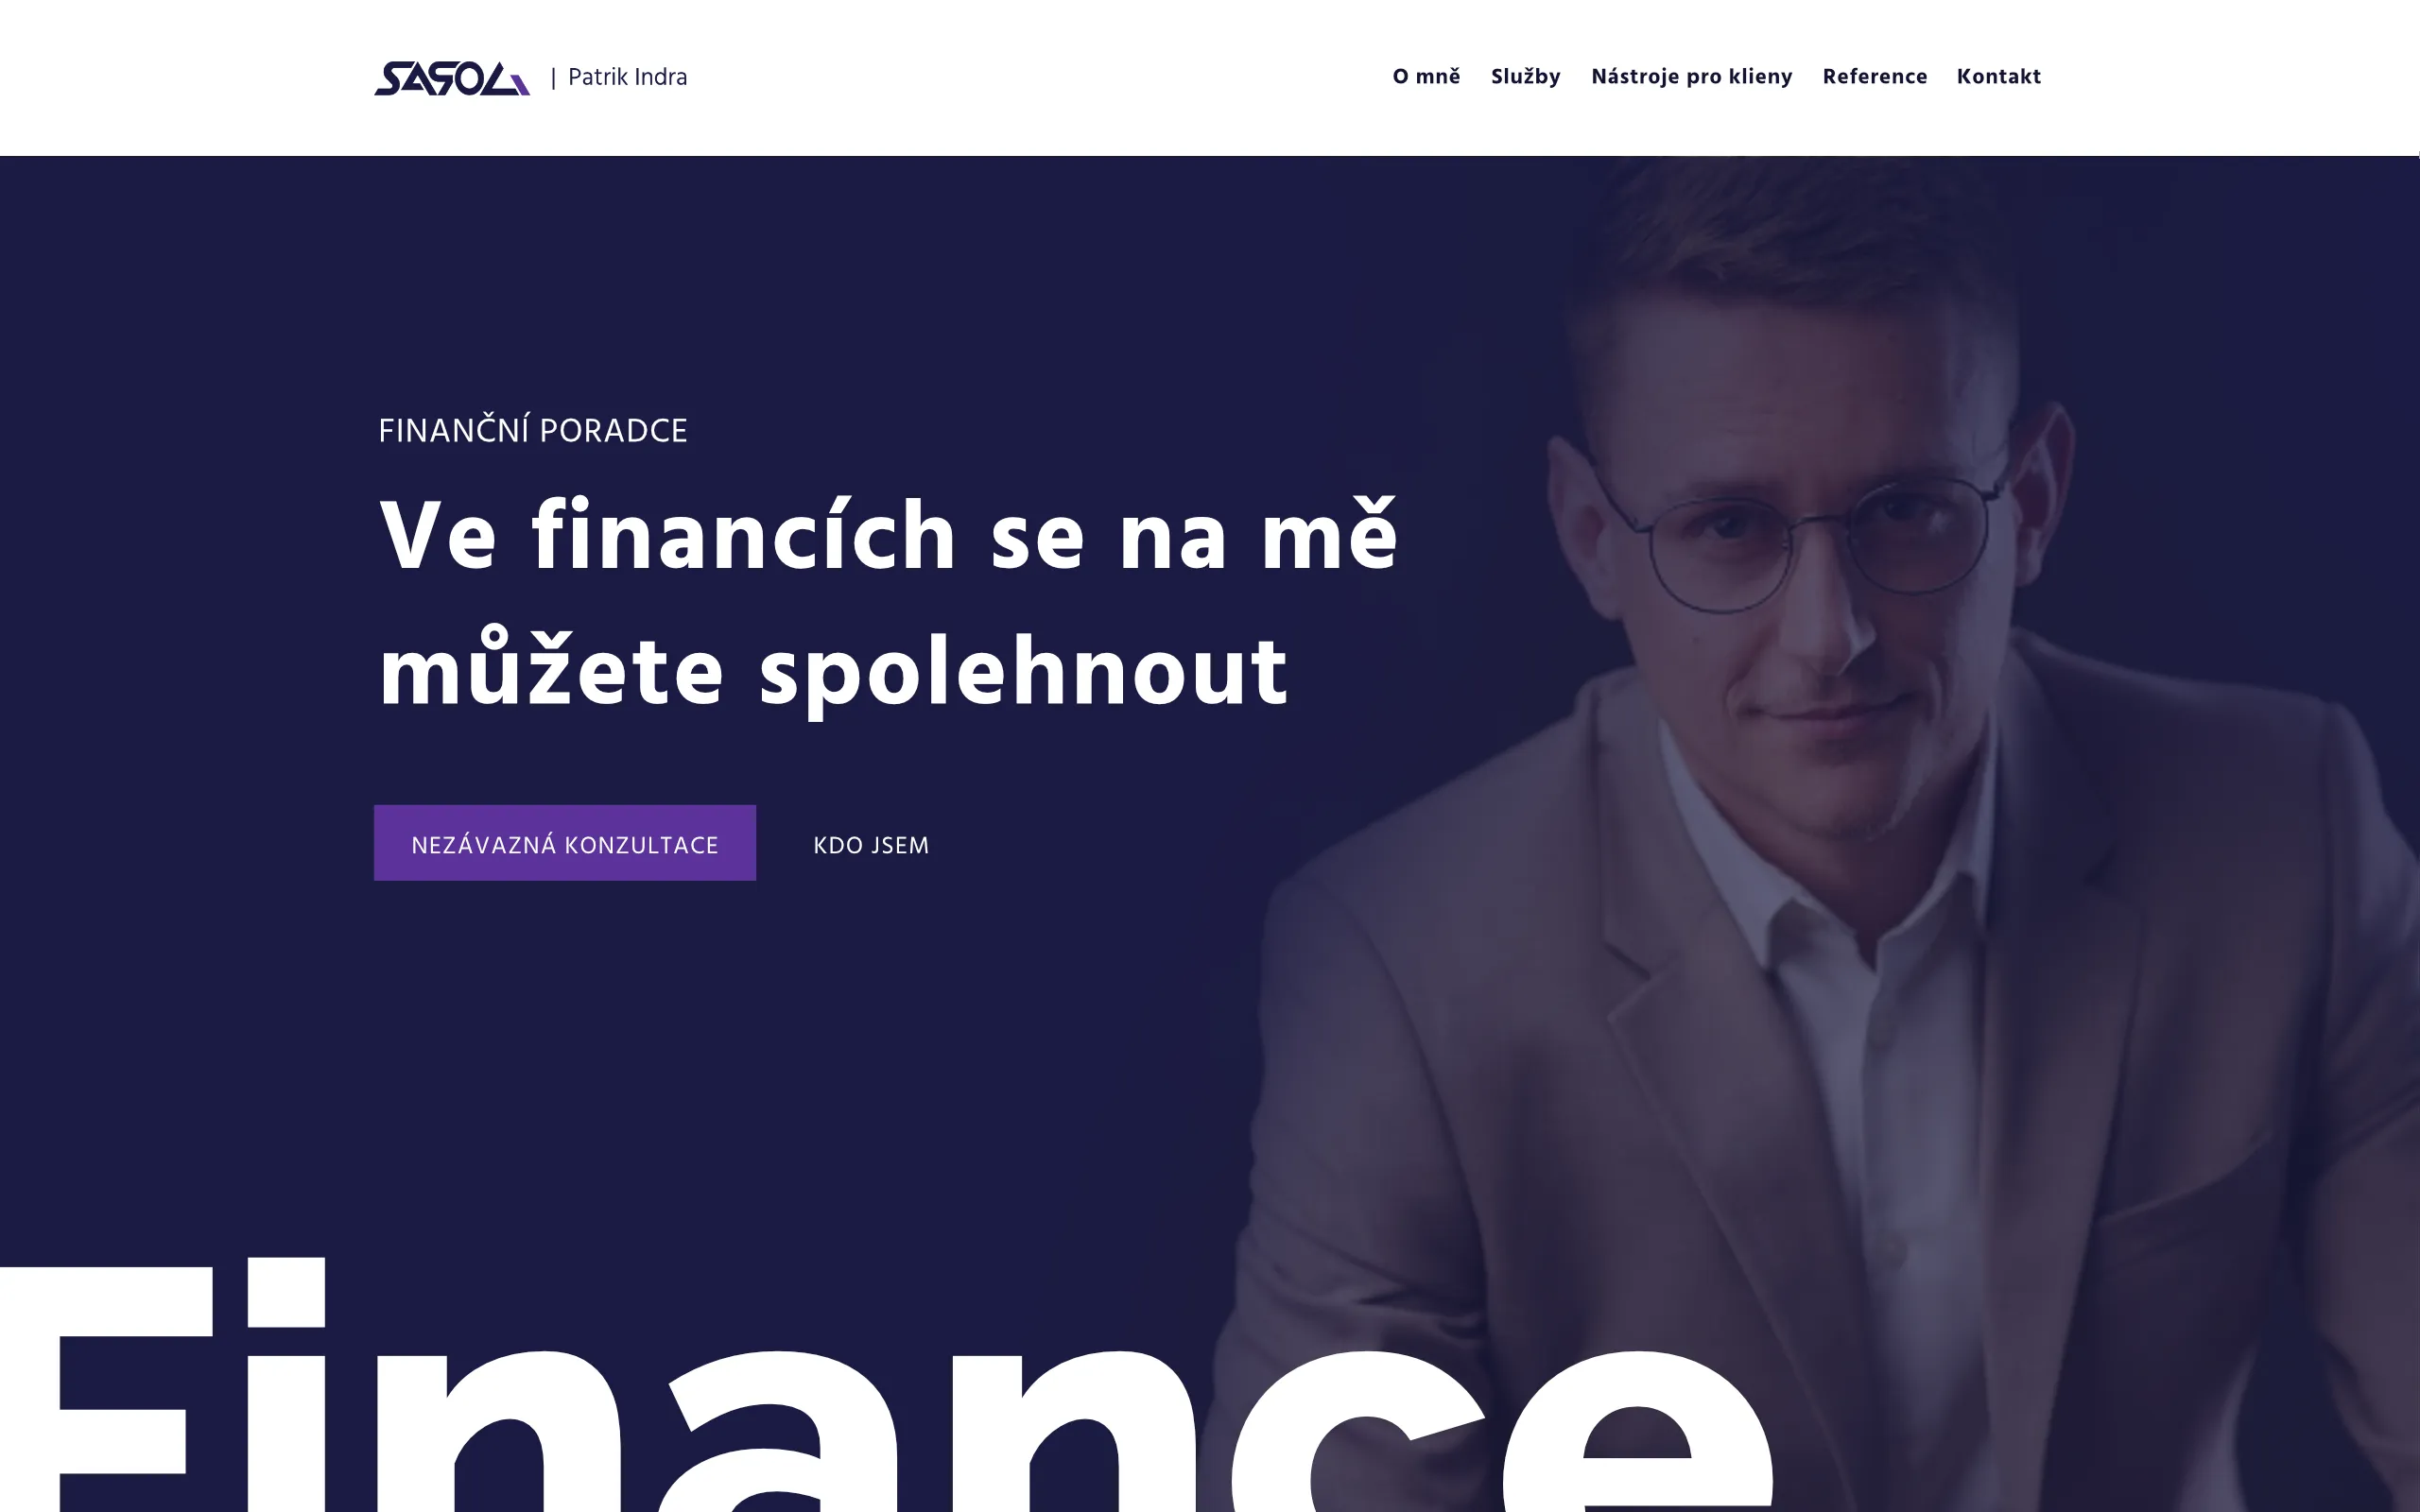 SASOL | Patrik Indra
O mně Služby Nástroje pro klieny Reference Kontakt
FINANČNÍ PORADCE
Ve financích se na mě
můžete spolehnout
NEZÁVAZNÁ KONZULTACE KDO JSEM
Finance